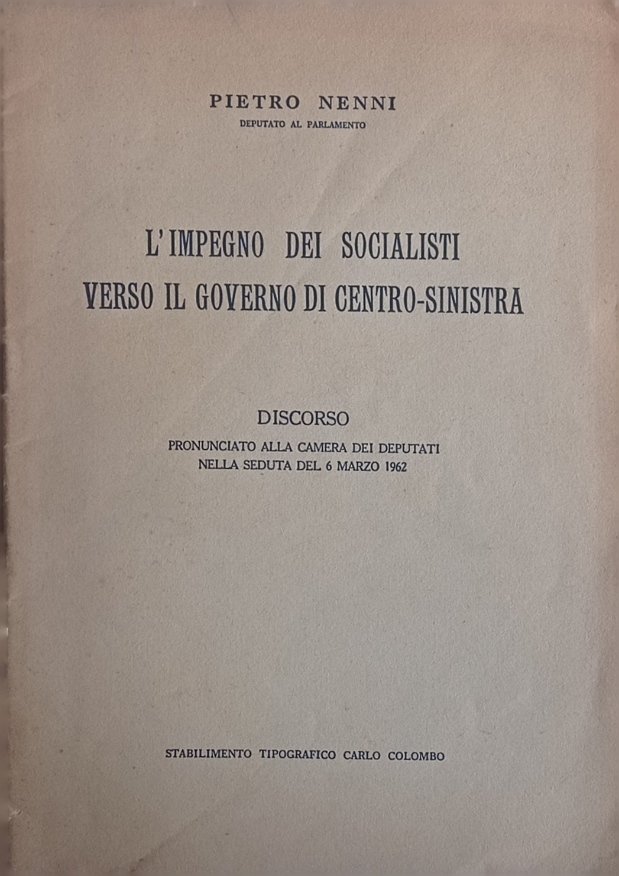 PIETRO NENNI
DEPUTATO AL PARLAMENTO
L'IMPEGNO DEI SOCIALISTI
VERSO IL GOVERNO DI CENTRO-SINISTRA
DISCORSO
PRONUNCIATO ALLA CAMERA DEI DEPUTATI
NELLA SEDUTA DEL 6 MARZO 1962
STABILIMENTO TIPOGRAFICO CARLO COLOMBO